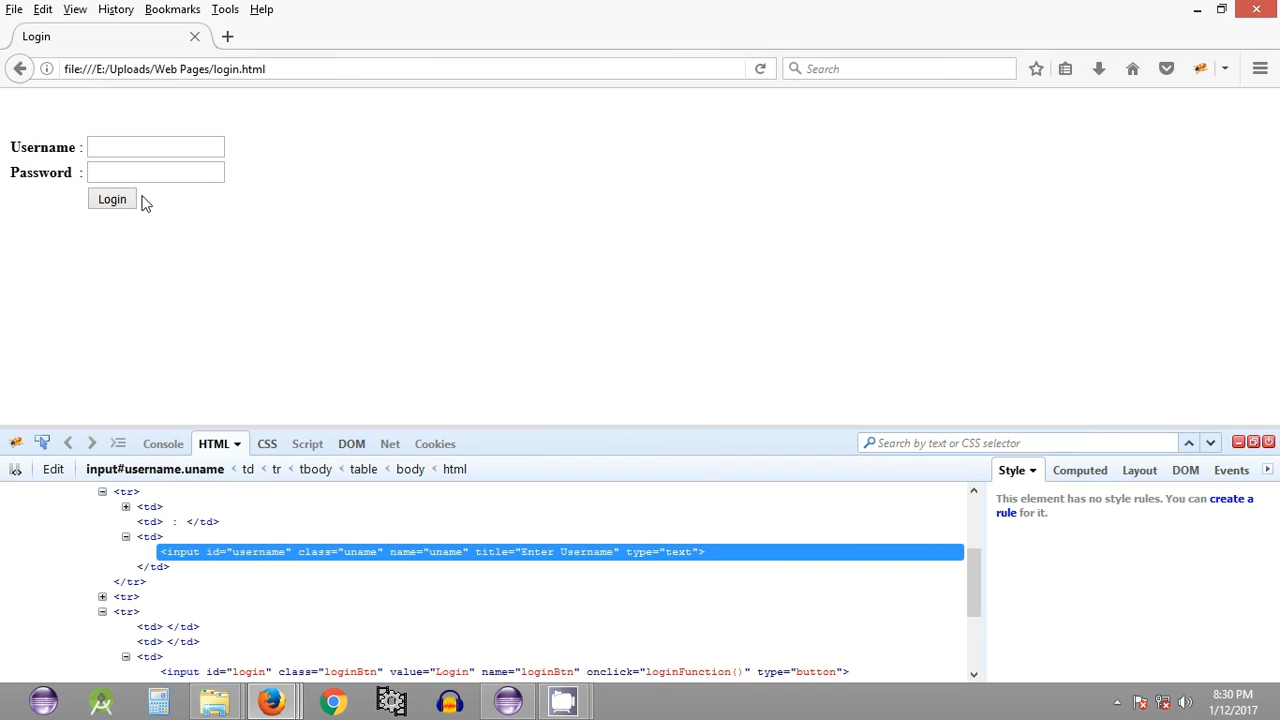 File Edit View History Bookmarks Tools Help
Login
file:///E:/Uploads/Web Pages/login.html
Search
Username :
Password :
Login
Console HTML CSS Script DOM Net Cookies
Search by text or CSS selector
Edit input#username.uname < td < tr < tbody < table < body < html
Style Computed Layout DOM Events
<tr>
<td>
<td> : </td>
<td>
<input id="username" class="uname" name="uname" title="Enter Username" type="text">
</td>
</tr>
<tr>
<tr>
<td> </td>
<td> </td>
<td>
<input id="login" class="loginBtn" value="Login" name="loginBtn" onclick="loginFunction()" type="button">
This element has no style rules. You can create a
rule for it.
8:30 PM
1/12/2017